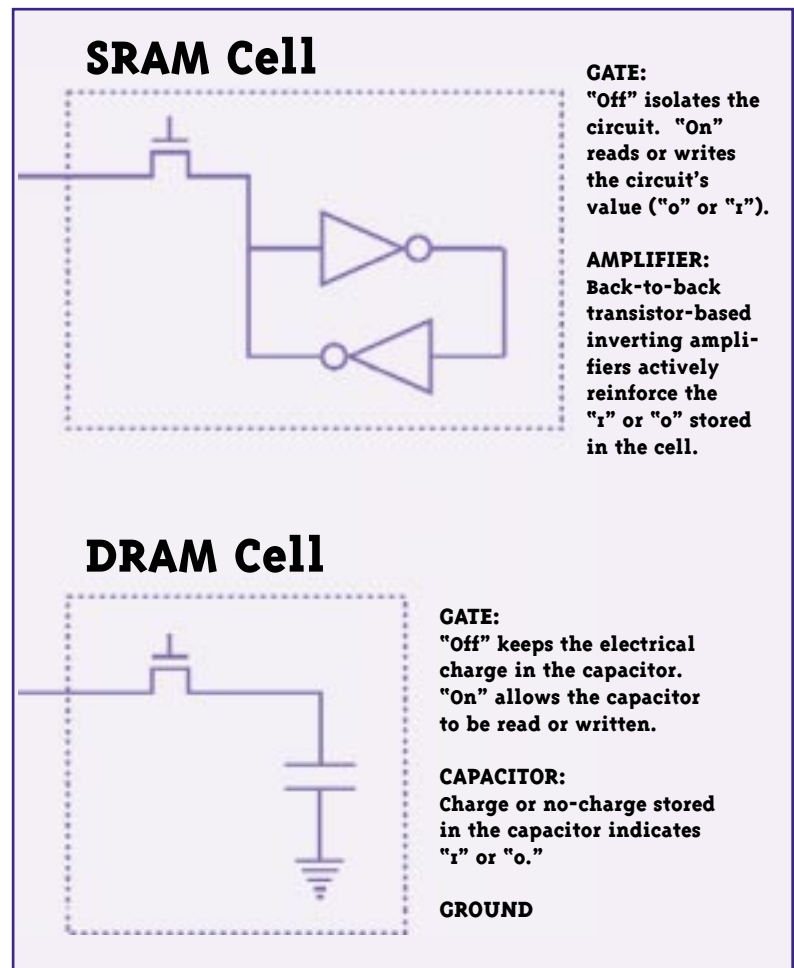 SRAM Cell
GATE:
"Off" isolates the
circuit. "On"
reads or writes
the circuit's
value ("0" or "1").
AMPLIFIER:
Back-to-back
transistor-based
inverting ampli-
fiers actively
reinforce the
"1" or "0" stored
in the cell.
DRAM Cell
GATE:
"Off" keeps the electrical
charge in the capacitor.
"On" allows the capacitor
to be read or written.
CAPACITOR:
Charge or no-charge stored
in the capacitor indicates
"1" or "0."
GROUND